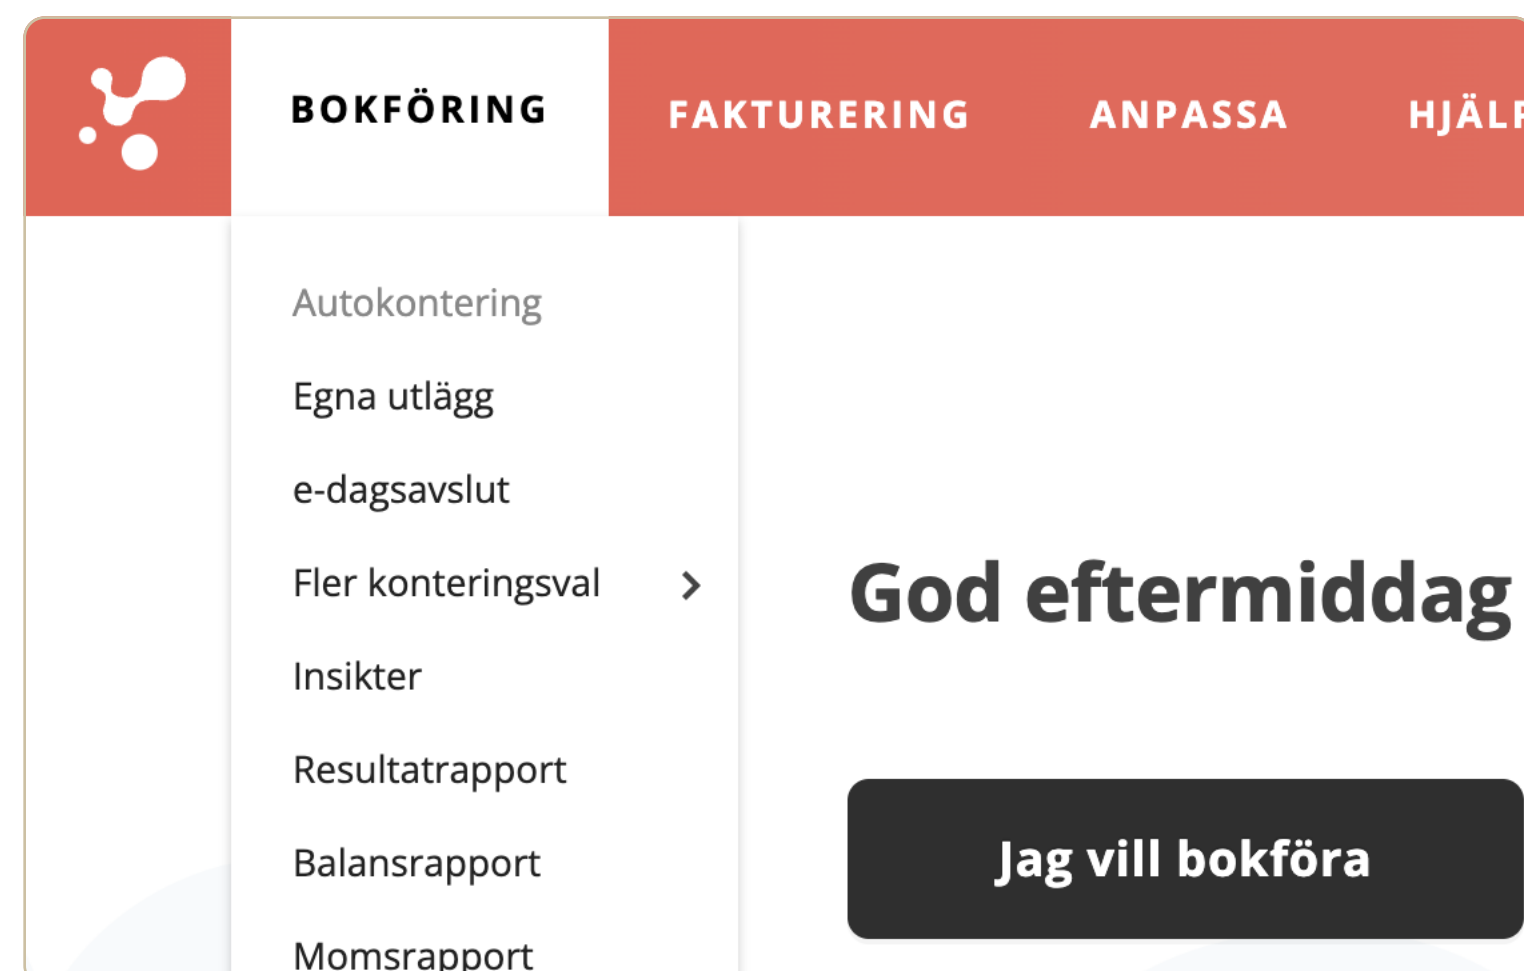 BOKFÖRING
FAKTURERING
ANPASSA
Autokontering
Egna utlägg
e-dagsavslut
Fler konteringsval
Insikter
Resultatrapport
Balansrapport
Momsrapport
God eftermiddag
Jag vill bokföra